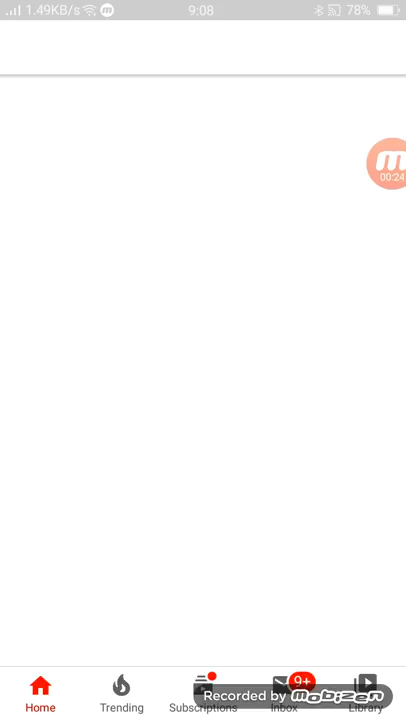 1.49KB/s m 9:08 78%
m
00:24
9+
Home Trending Subscriptions Inbox Library
Recorded by mobizen